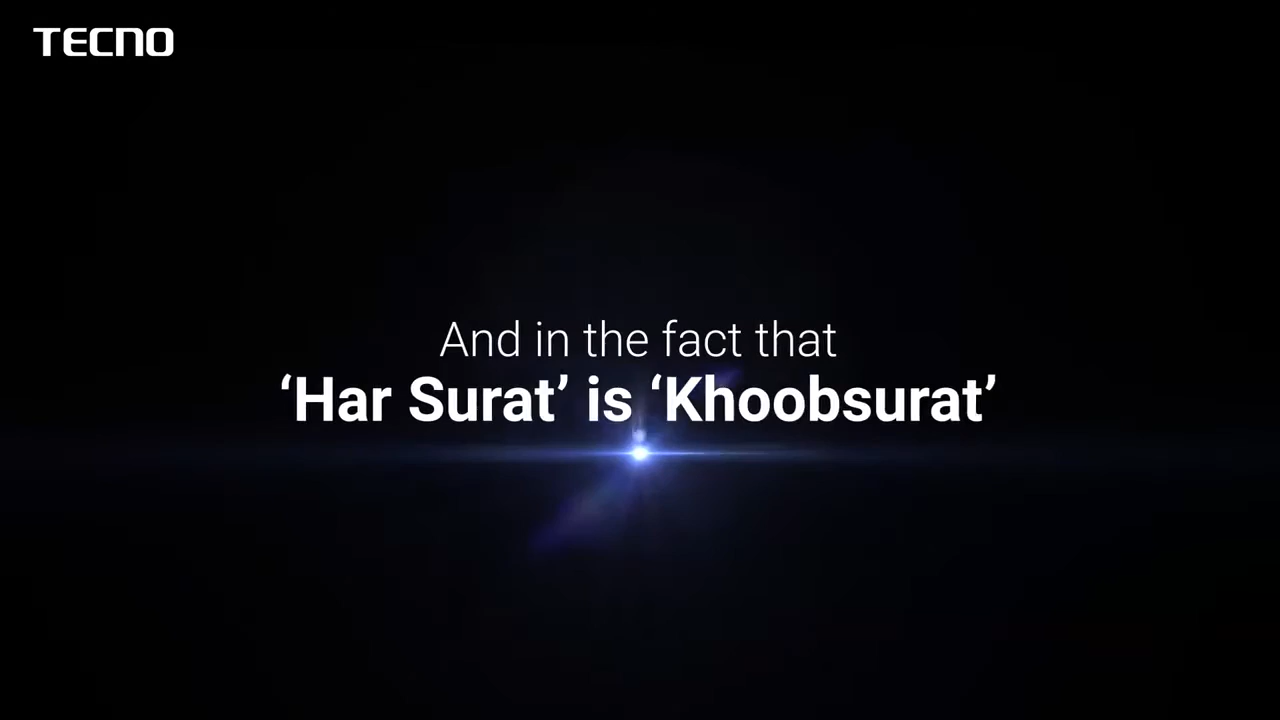 TECNO
And in the fact that
‘Har Surat’ is ‘Khoobsurat’